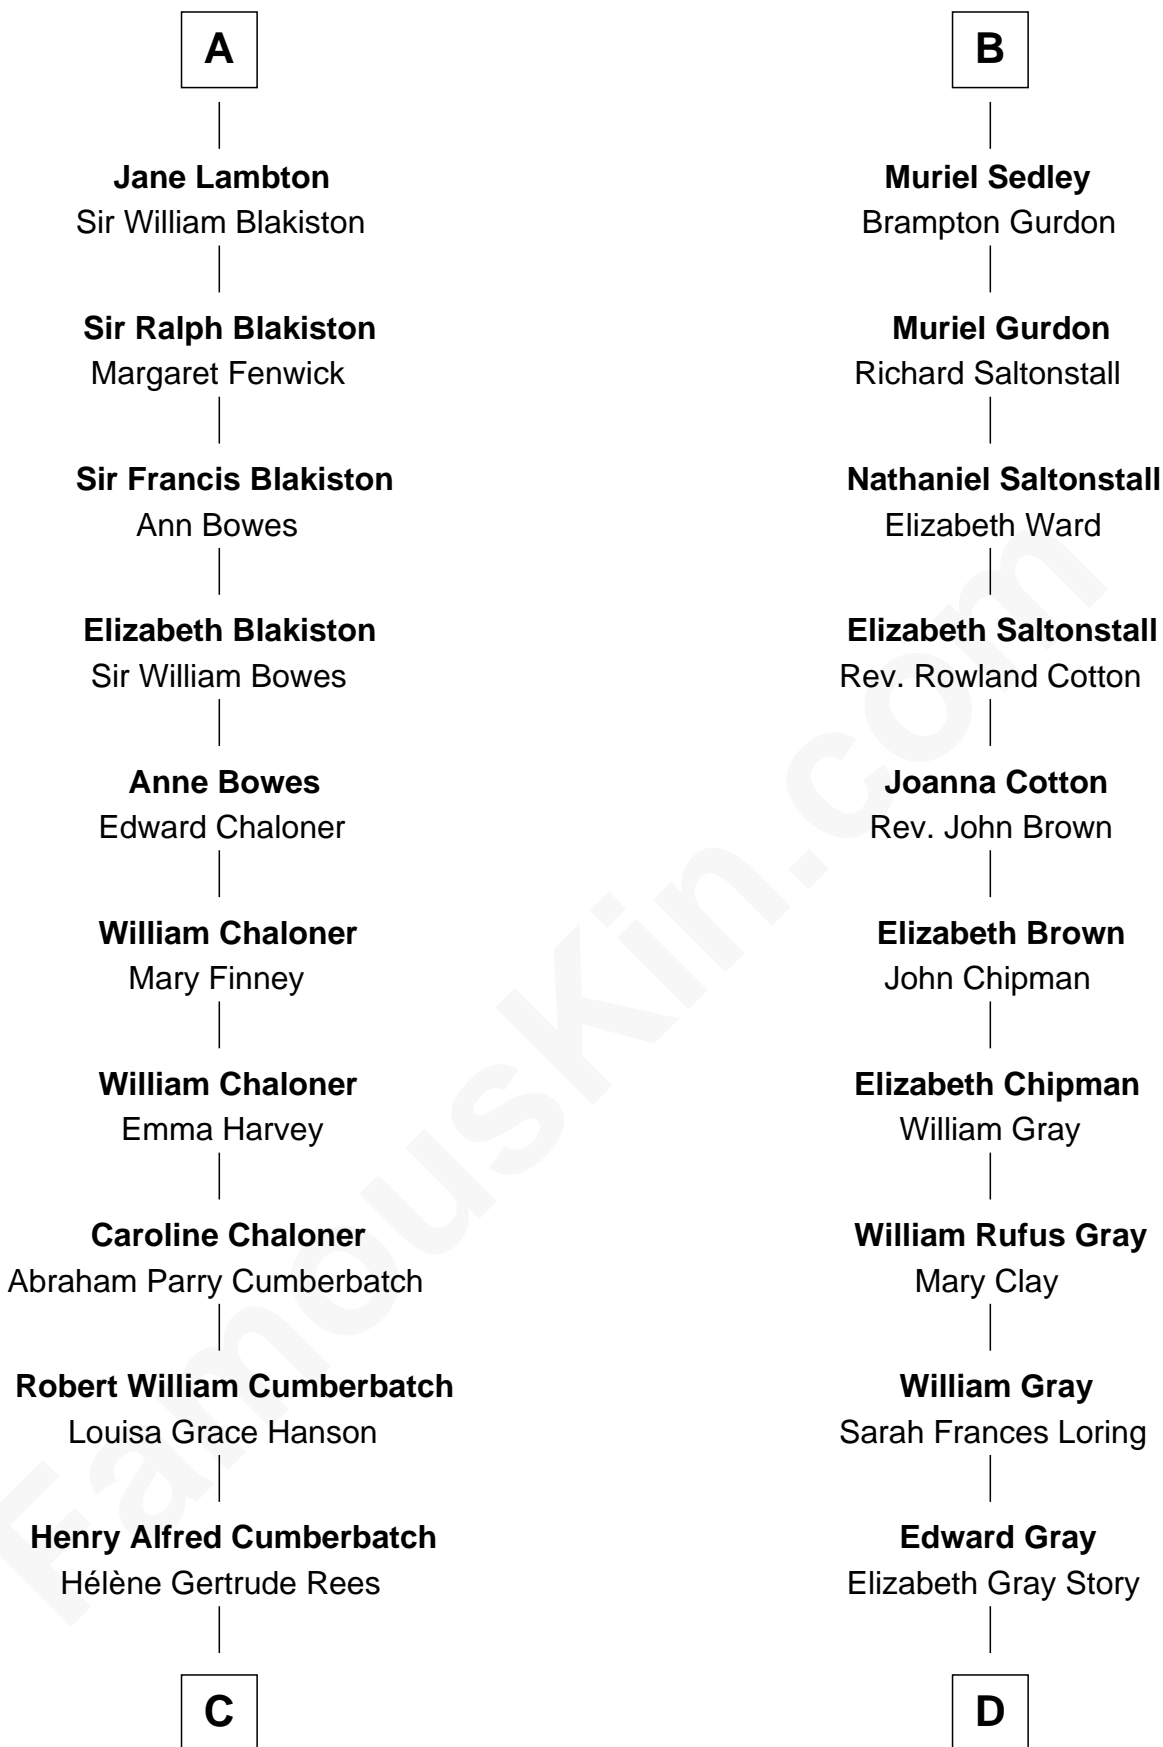 A
Jane Lambton
Sir William Blakiston
Sir Ralph Blakiston
Margaret Fenwick
Sir Francis Blakiston
Ann Bowes
Elizabeth Blakiston
Sir William Bowes
Anne Bowes
Edward Chaloner
William Chaloner
Mary Finney
William Chaloner
Emma Harvey
Caroline Chaloner
Abraham Parry Cumberbatch
Robert William Cumberbatch
Louisa Grace Hanson
Henry Alfred Cumberbatch
Hélène Gertrude Rees
C
B
Muriel Sedley
Brampton Gurdon
Muriel Gurdon
Richard Saltonstall
Nathaniel Saltonstall
Elizabeth Ward
Elizabeth Saltonstall
Rev. Rowland Cotton
Joanna Cotton
Rev. John Brown
Elizabeth Brown
John Chipman
Elizabeth Chipman
William Gray
William Rufus Gray
Mary Clay
William Gray
Sarah Frances Loring
Edward Gray
Elizabeth Gray Story
D
FamousKin.com